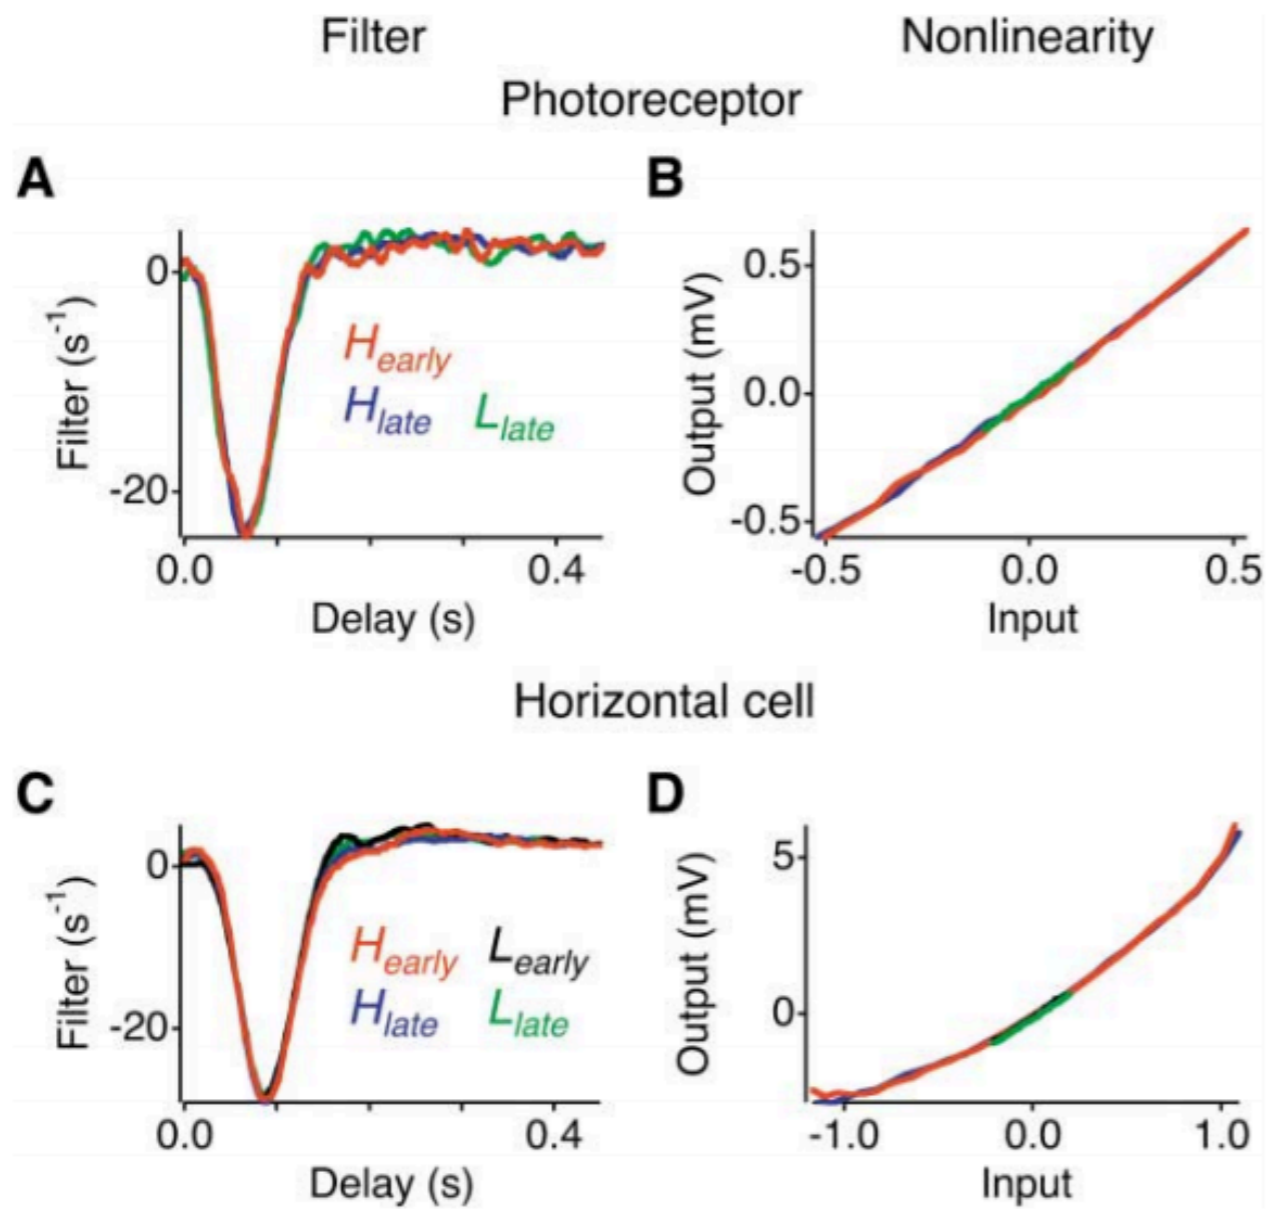 Filter Nonlinearity
Photoreceptor
A B
Filter (s-1)
0
-20
Hearly
Hlate Llate
0.0 0.4
Delay (s)
Output (mV)
0.5
0.0
-0.5
-0.5 0.0 0.5
Input
Horizontal cell
C D
Filter (s-1)
0
-20
Hearly Learly
Hlate Llate
0.0 0.4
Delay (s)
Output (mV)
5
0
-1.0 0.0 1.0
Input